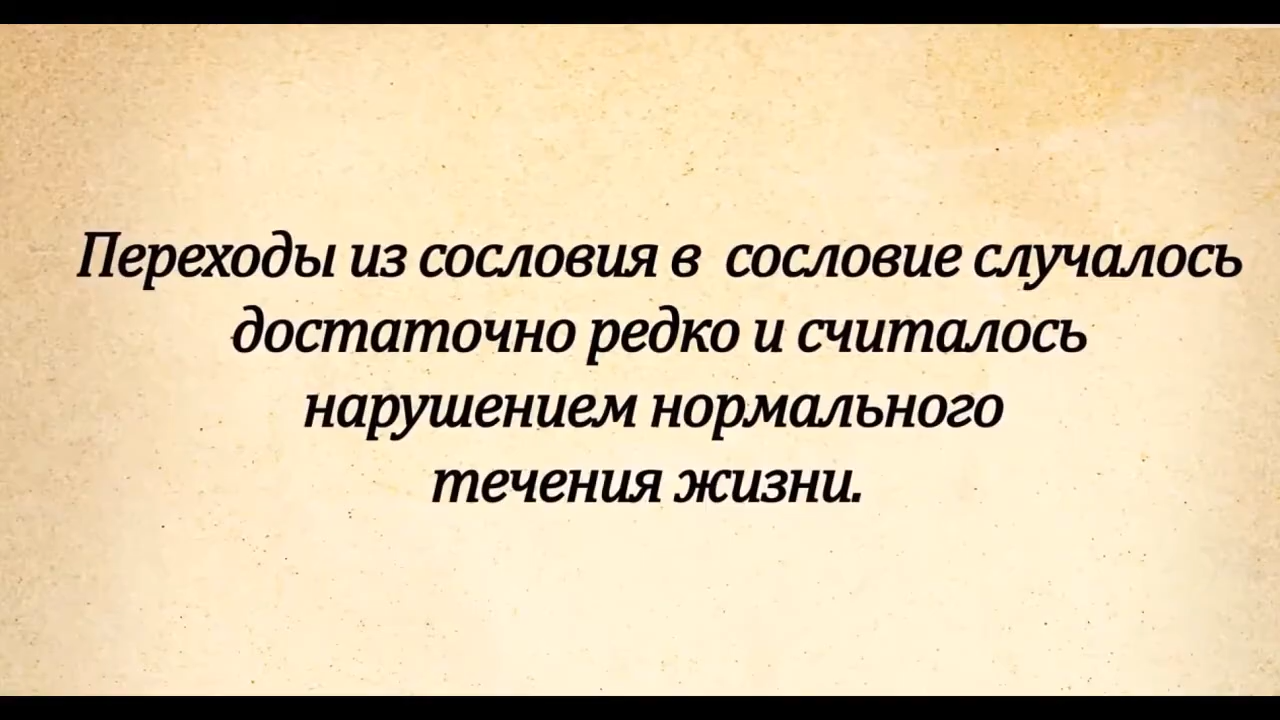 Переходы из сословия в сословие случалось
достаточно редко и считалось
нарушением нормального
течения жизни.